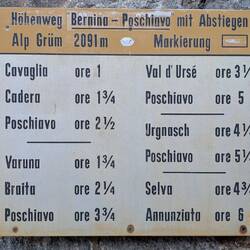 Höhenweg "Bernina - Poschiavo" mit Abstiegen
Alp Grüm 2091m Markierung
Cavaglia ore 1
Cadera ore 1¾
Poschiavo ore 2½
Varuna ore 1¾
Braita ore 2¼
Poschiavo ore 3¾
Val d'Ursé ore 3½
Poschiavo ore 5
Urgnasch ore 4½
Poschiavo ore 5½
Selva ore 4¾
Annunziata ore 6